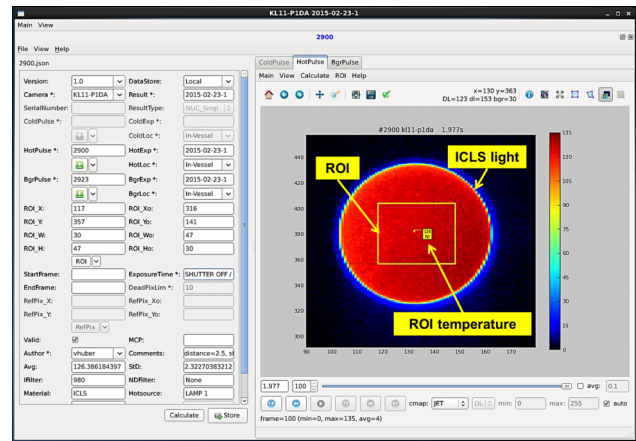 KL11-P1DA 2015-02-23-1
Main View
2900
File View Help
2900.json
Version: 1.0 DataStore: Local
Camera *: KL11-P1DA Result *: 2015-02-23-1
SerialNumber: ResultType: NUC_Singl
ColdPulse *: ColdExp *:
ColdLoc *: In-Vessel
HotPulse *: 2900 HotExp *: 2015-02-23-1
HotLoc *: In-Vessel
BgrPulse *: 2923 BgrExp *: 2015-02-23-1
BgrLoc *: In-Vessel
ROI_X: 117 ROI_Xo: 316
ROI_Y: 357 ROI_Yo: 141
ROI_W: 30 ROI_Wo: 47
ROI_H: 47 ROI_Ho: 30
ROI
StartFrame: ExposureTime *: SHUTTER OFF /
EndFrame: DeadPixLim *: 10
RefPix_X: RefPix_Xo:
RefPix_Y: RefPix_Yo:
RefPix
Valid: MCP:
Author *: vhuber Comments: distance=2.5, sl
Avg: 126.386184397 StD: 2.32270383212
IFilter: 980 NDFilter: None
Material: ICLS Hotsource: LAMP 1
Calculate Store
ColdPulse HotPulse BgrPulse
Main View Calculate ROI Help
x=130 y=363
DL=123 dl=153 bgr=30
#2900 kl11-p1da 1.977s
ROI
ICLS light
ROI temperature
440
420
400
380
360
340
320
300
90 100 110 120 130 140 150 160 170
135
120
105
90
75
60
45
30
15
0
1.977 100 avg: 0.1
cmap: JET DL min: 0 max: 255 auto
frame=100 (min=0, max=135, avg=4)